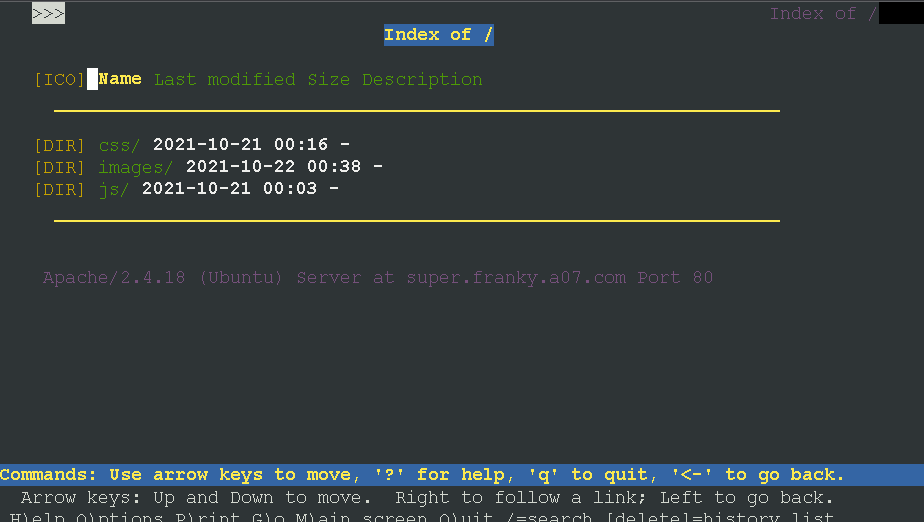 >>> Index of /
Index of /
[ICO] Name Last modified Size Description
[DIR] css/ 2021-10-21 00:16 -
[DIR] images/ 2021-10-22 00:38 -
[DIR] js/ 2021-10-21 00:03 -
Apache/2.4.18 (Ubuntu) Server at super.franky.a07.com Port 80
Commands: Use arrow keys to move, '?' for help, 'q' to quit, '<-' to go back.
Arrow keys: Up and Down to move. Right to follow a link; Left to go back.
H)elp O)ptions P)rint G)o M)ain screen Q)uit /=search [delete]=history list